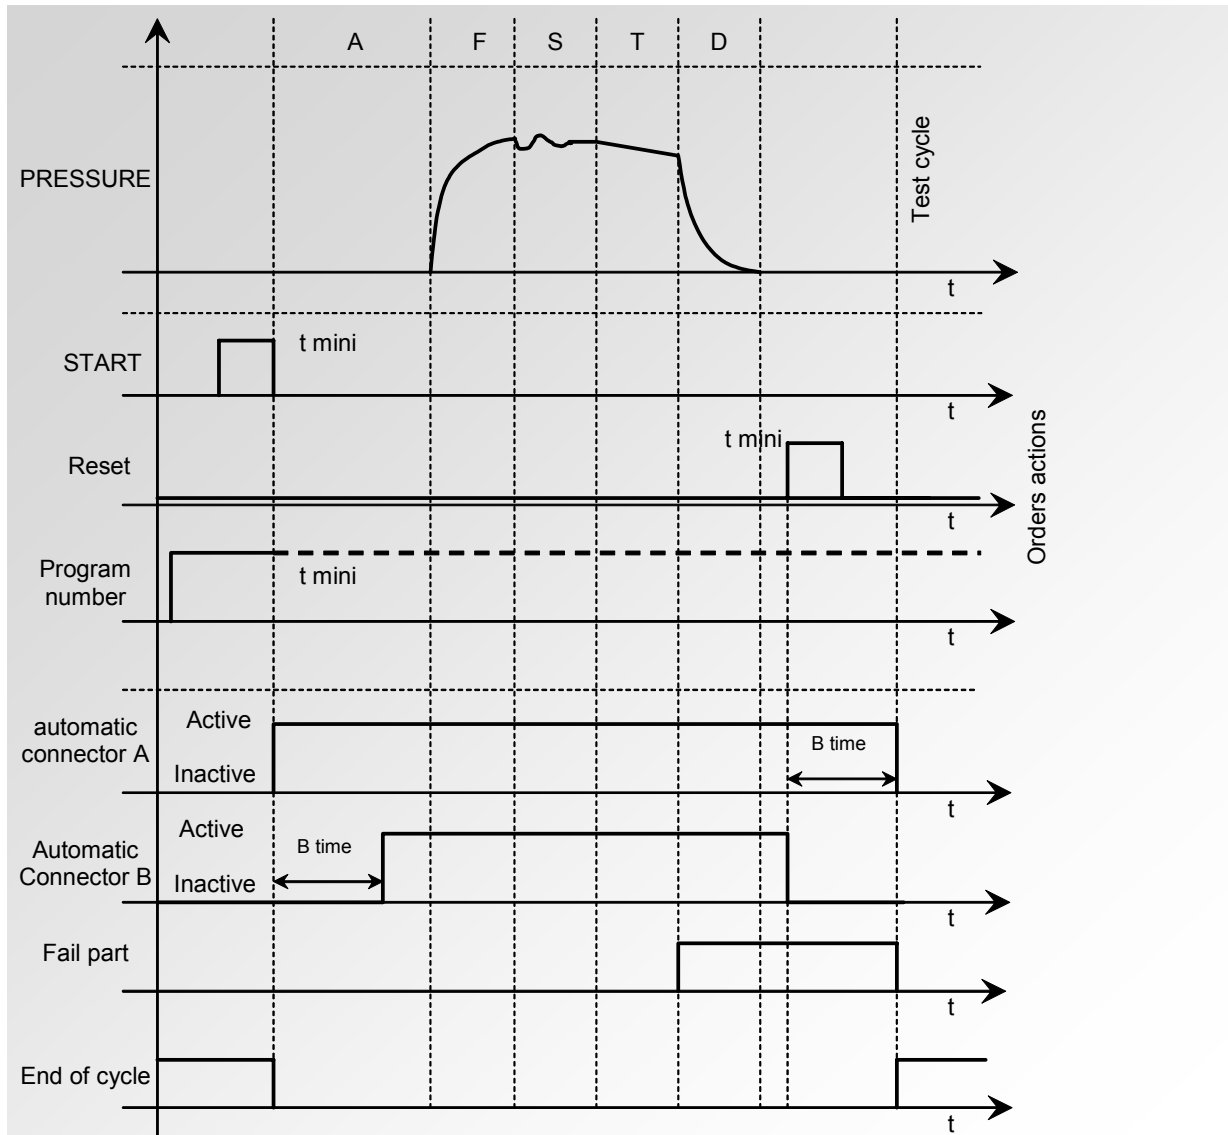 A F S T D
PRESSURE
Test cycle
t
START
t mini
t
Reset
t mini
t
Orders actions
Program
number
t mini
t
automatic
connector A
Active
Inactive
B time
t
Automatic
Connector B
Active
Inactive
B time
t
Fail part
t
End of cycle
t